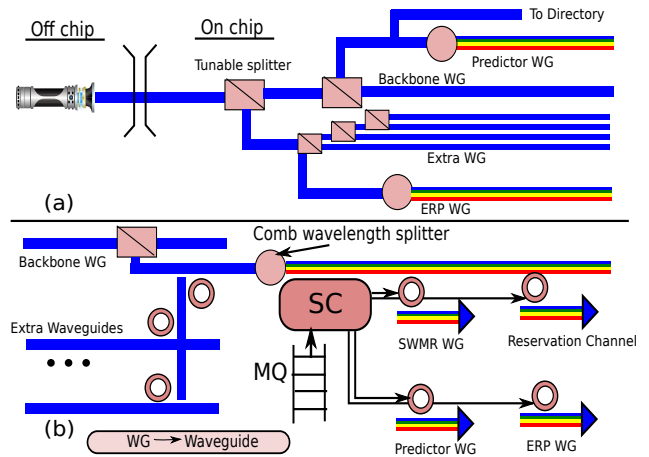 Off chip
On chip
To Directory
Tunable splitter
Predictor WG
Backbone WG
Extra WG
ERP WG
(a)
Comb wavelength splitter
Backbone WG
SC
Extra Waveguides
SWMR WG
Reservation Channel
MQ
(b)
WG Waveguide
Predictor WG
ERP WG